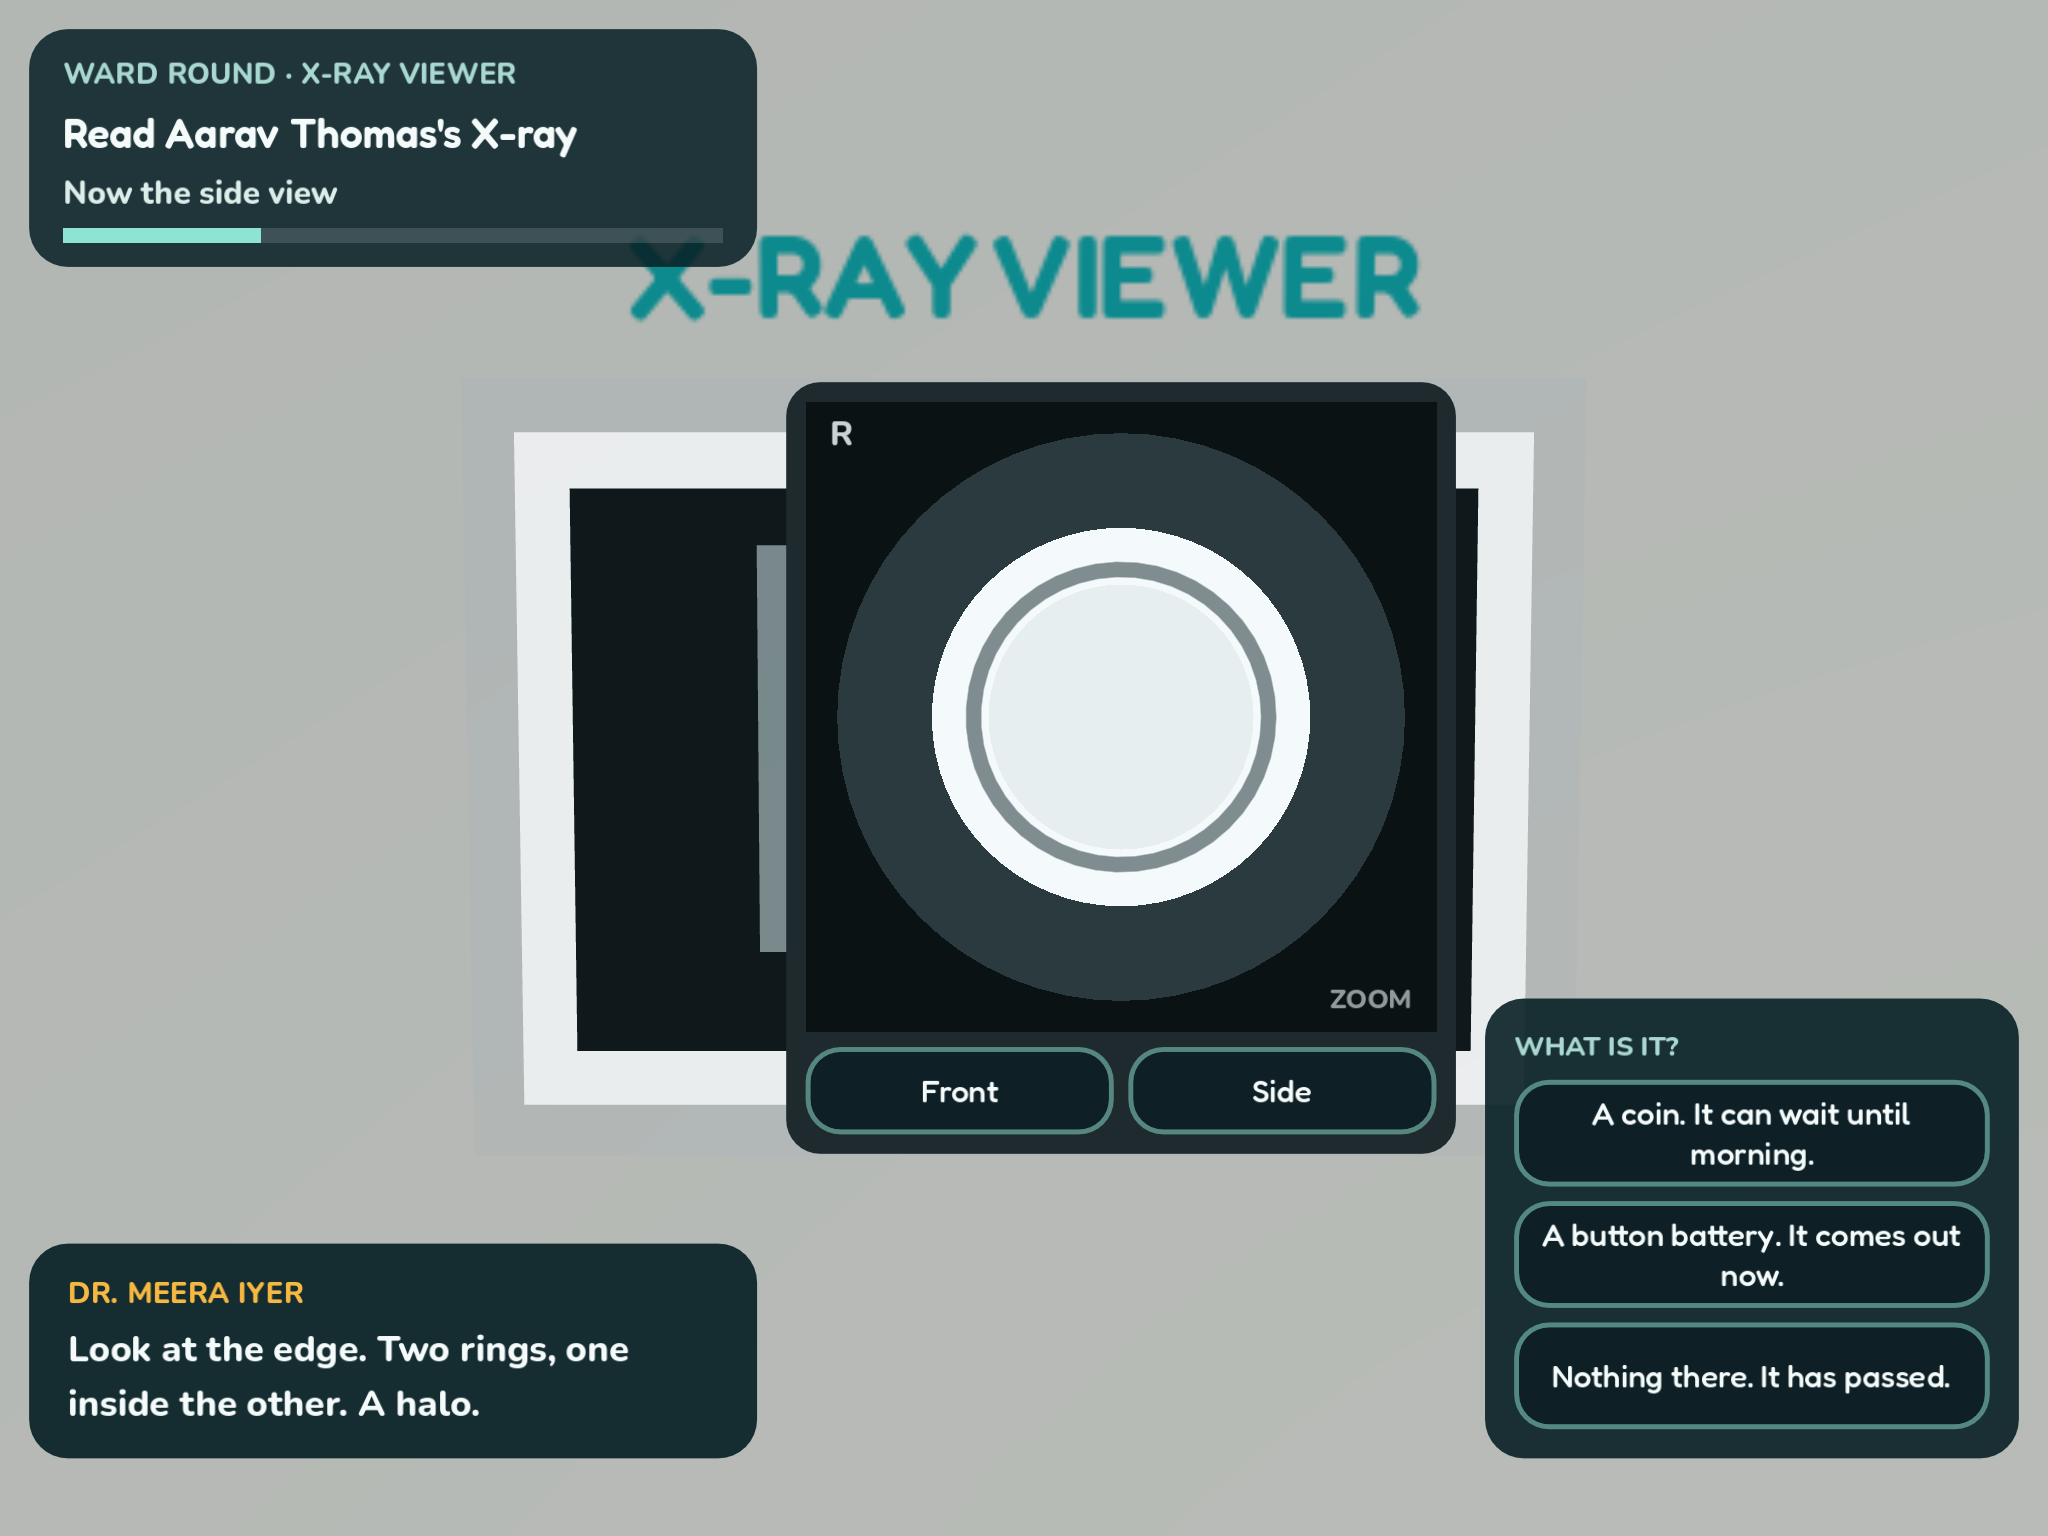 WARD ROUND · X-RAY VIEWER
Read Aarav Thomas's X-ray
Now the side view
X-RAY VIEWER
R
ZOOM
Front
Side
WHAT IS IT?
A coin. It can wait until
morning.
A button battery. It comes out
now.
Nothing there. It has passed.
DR. MEERA IYER
Look at the edge. Two rings, one
inside the other. A halo.